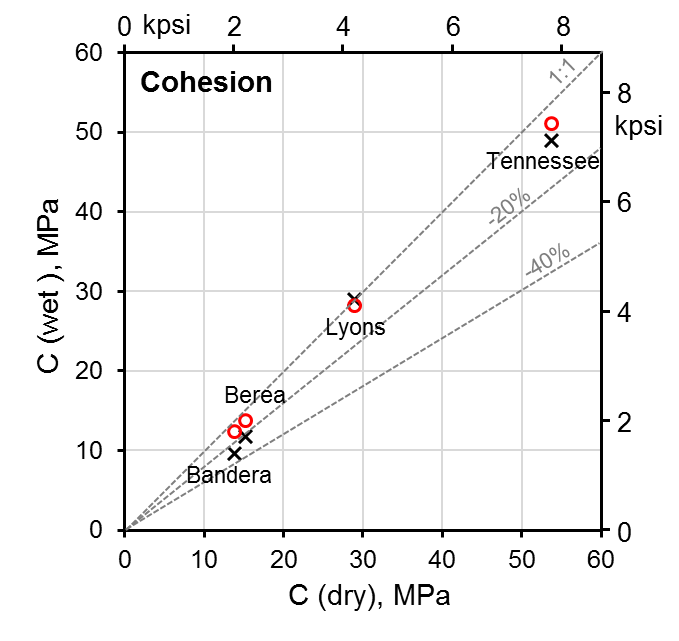 0 kpsi 2 4 6 8
60
Cohesion
1:1
8
kpsi
50
Tennessee
-20%
40
6
-40%
30
4
Lyons
20
Berea
2
10
Bandera
0
0
0 10 20 30 40 50 60
C (wet ), MPa
C (dry), MPa